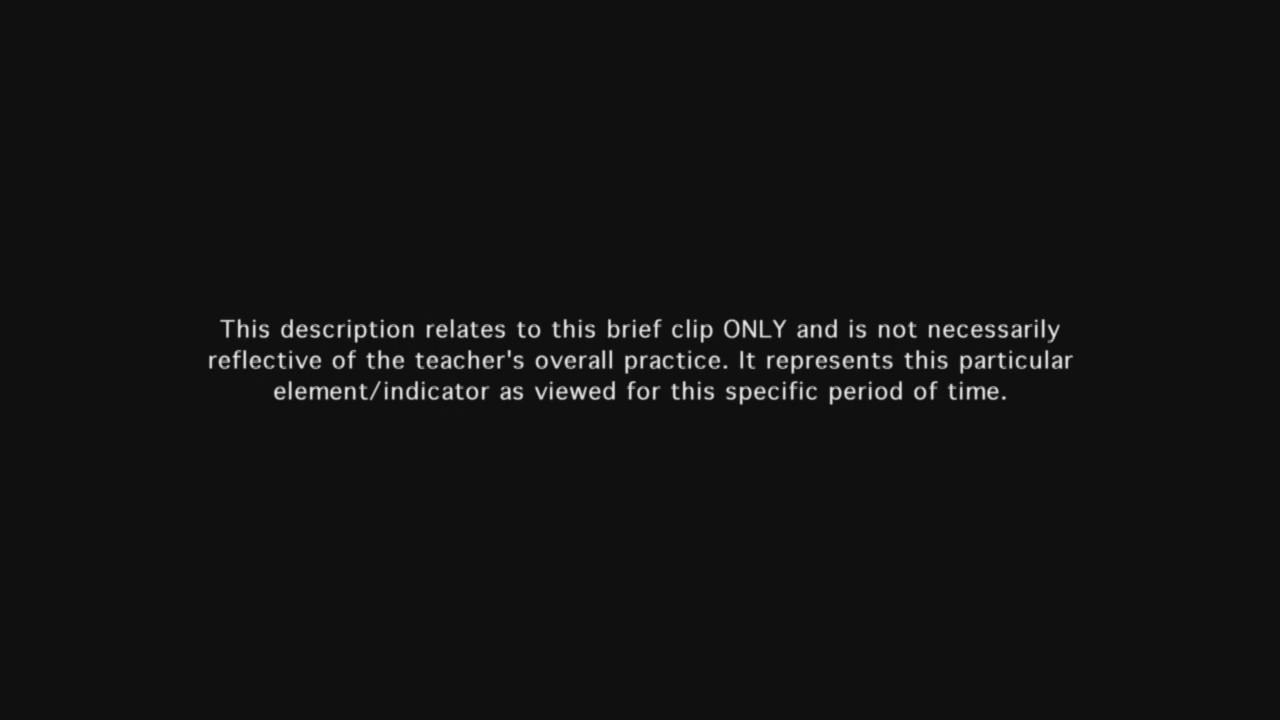 This description relates to this brief clip ONLY and is not necessarily
reflective of the teacher's overall practice. It represents this particular
element/indicator as viewed for this specific period of time.